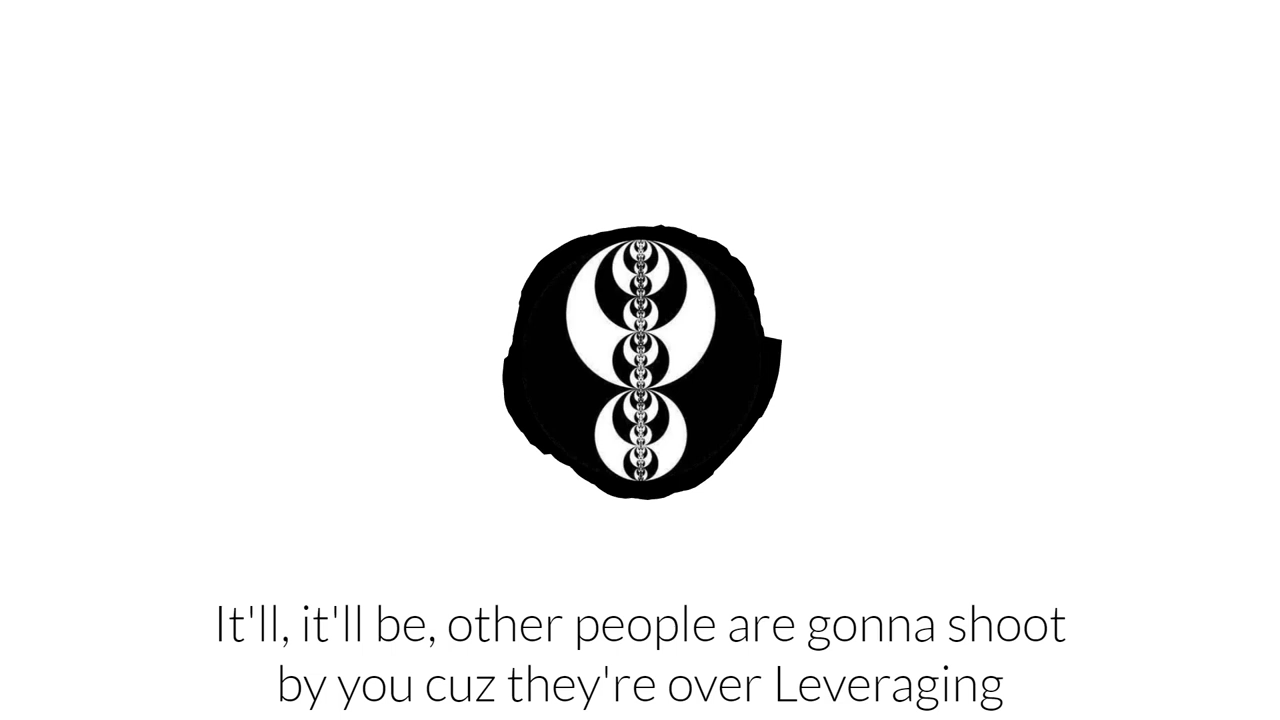 It'll, it'll be, other people are gonna shoot
by you cuz they're over Leveraging